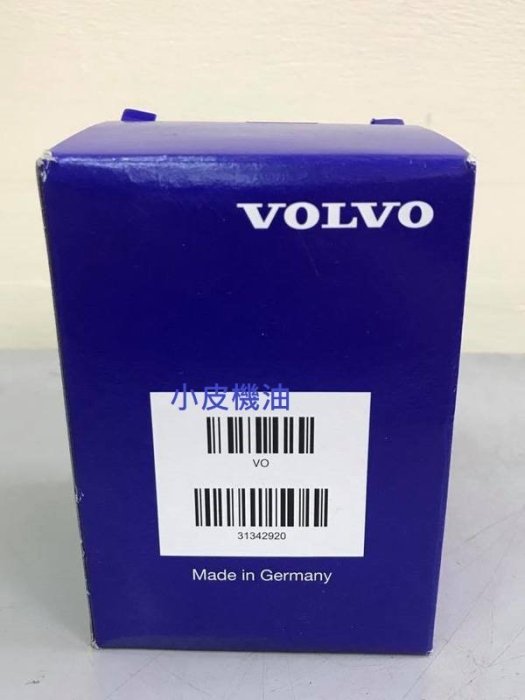 VOLVO
小皮機油
VO
31342920
Made in Germany